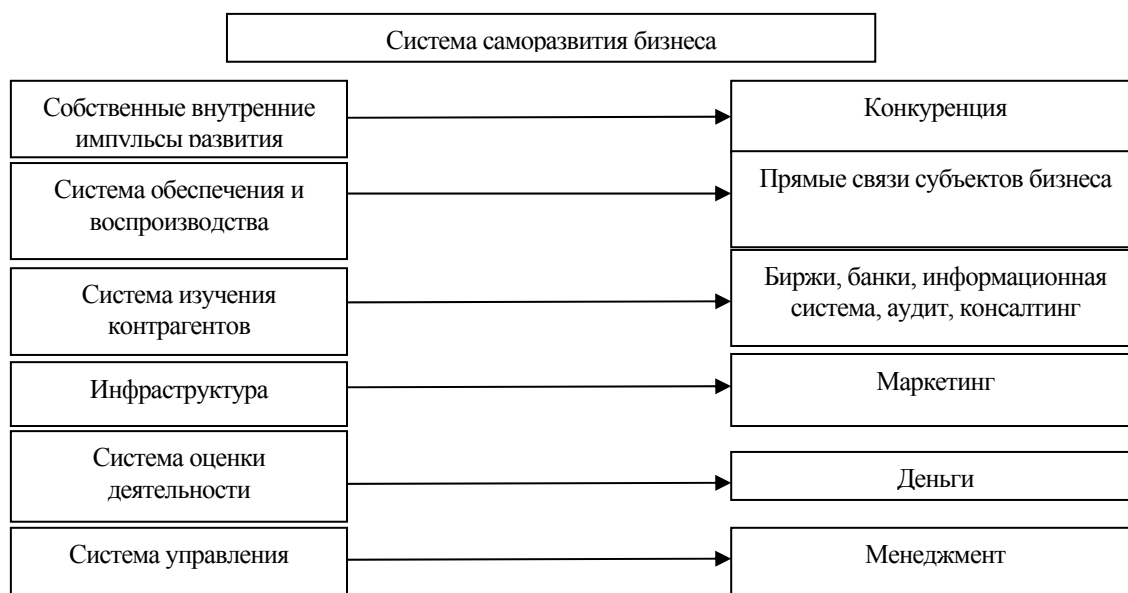 Система саморазвития бизнеса
Собственные внутренние
импульсы развития
Конкуренция
Система обеспечения и
воспроизводства
Прямые связи субъектов бизнеса
Система изучения
контрагентов
Биржи, банки, информационная
система, аудит, консалтинг
Инфраструктура
Маркетинг
Система оценки
деятельности
Деньги
Система управления
Менеджмент